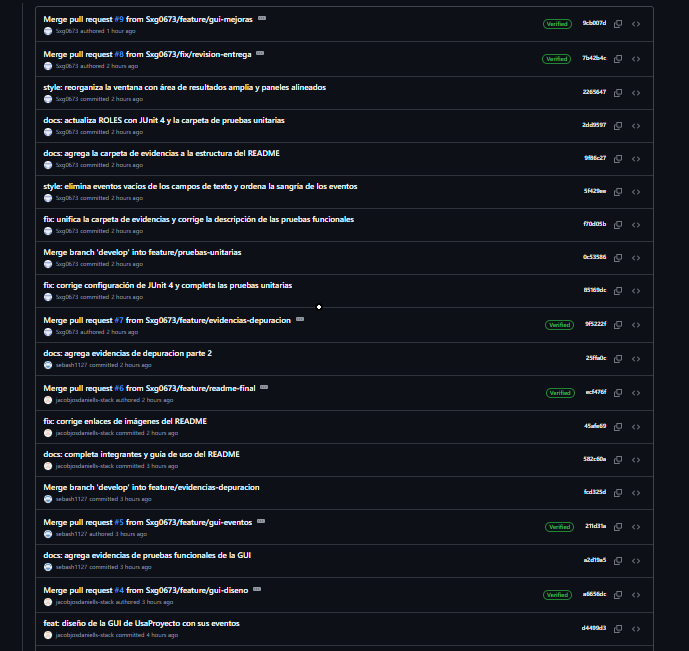 Merge pull request #9 from Sxg0673/feature/gui-mejoras
Sxg0673 authored 1 hour ago
Verified
9cb007d
Merge pull request #8 from Sxg0673/fix/revision-entrega
Sxg0673 authored 2 hours ago
Verified
7b42b4c
style: reorganiza la ventana con área de resultados amplia y paneles alineados
Sxg0673 committed 2 hours ago
2265647
docs: actualiza ROLES con JUnit 4 y la carpeta de pruebas unitarias
Sxg0673 committed 2 hours ago
2dd9597
docs: agrega la carpeta de evidencias a la estructura del README
Sxg0673 committed 2 hours ago
9f86c27
style: elimina eventos vacíos de los campos de texto y ordena la sangría de los eventos
Sxg0673 committed 2 hours ago
5f429ee
fix: unifica la carpeta de evidencias y corrige la descripción de las pruebas funcionales
Sxg0673 committed 2 hours ago
f70d05b
Merge branch 'develop' into feature/pruebas-unitarias
Sxg0673 committed 2 hours ago
0c53586
fix: corrige configuración de JUnit 4 y completa las pruebas unitarias
Sxg0673 committed 2 hours ago
85169dc
Merge pull request #7 from Sxg0673/feature/evidencias-depuracion
Sxg0673 authored 2 hours ago
Verified
9f5222f
docs: agrega evidencias de depuracion parte 2
sebash1127 committed 2 hours ago
25ffa0c
Merge pull request #6 from Sxg0673/feature/readme-final
jacobjosdaniells-stack authored 2 hours ago
Verified
acf476f
fix: corrige enlaces de imágenes del README
jacobjosdaniells-stack committed 2 hours ago
45afe69
docs: completa integrantes y guía de uso del README
jacobjosdaniells-stack committed 3 hours ago
582c60a
Merge branch 'develop' into feature/evidencias-depuracion
sebash1127 committed 3 hours ago
fcd325d
Merge pull request #5 from Sxg0673/feature/gui-eventos
sebash1127 authored 3 hours ago
Verified
211d31a
docs: agrega evidencias de pruebas funcionales de la GUI
sebash1127 committed 3 hours ago
a2d19a5
Merge pull request #4 from Sxg0673/feature/gui-diseno
jacobjosdaniells-stack authored 3 hours ago
Verified
a6656dc
feat: diseño de la GUI de UsaProyecto con sus eventos
jacobjosdaniells-stack committed 4 hours ago
d4499d3